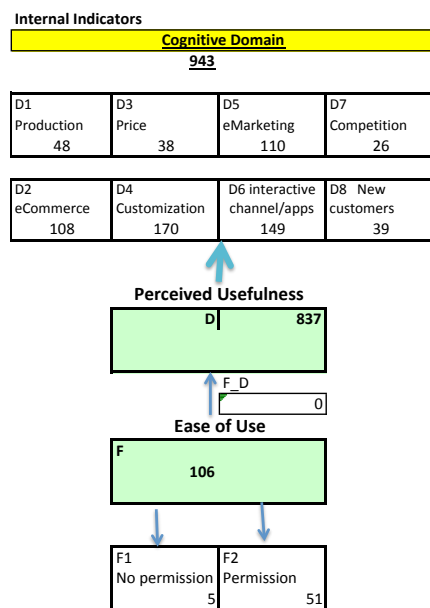 Internal Indicators
Cognitive Domain
943
D1 D3 D5 D7
Production Price eMarketing Competition
48 38 110 26
D2 D4 D6 interactive D8 New
eCommerce Customization channel/apps customers
108 170 149 39
Perceived Usefulness
D 837
F_D
0
Ease of Use
F
106
F1 F2
No permission Permission
5 51